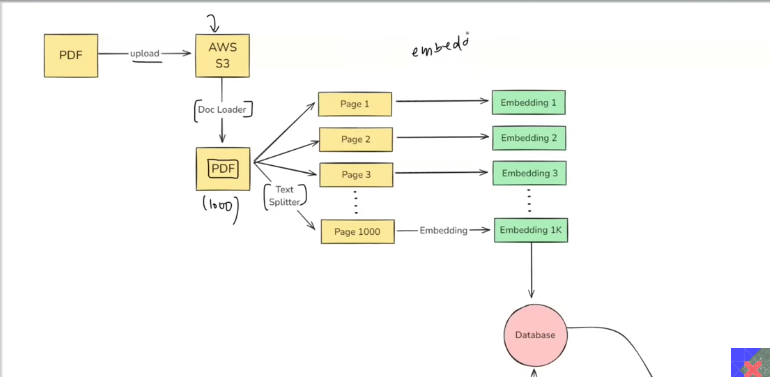 embedd
PDF
upload
AWS
S3
Doc Loader
Page 1
Embedding 1
Page 2
Embedding 2
PDF
Page 3
Embedding 3
(1000)
Text
Splitter
Page 1000
Embedding
Embedding 1K
Database